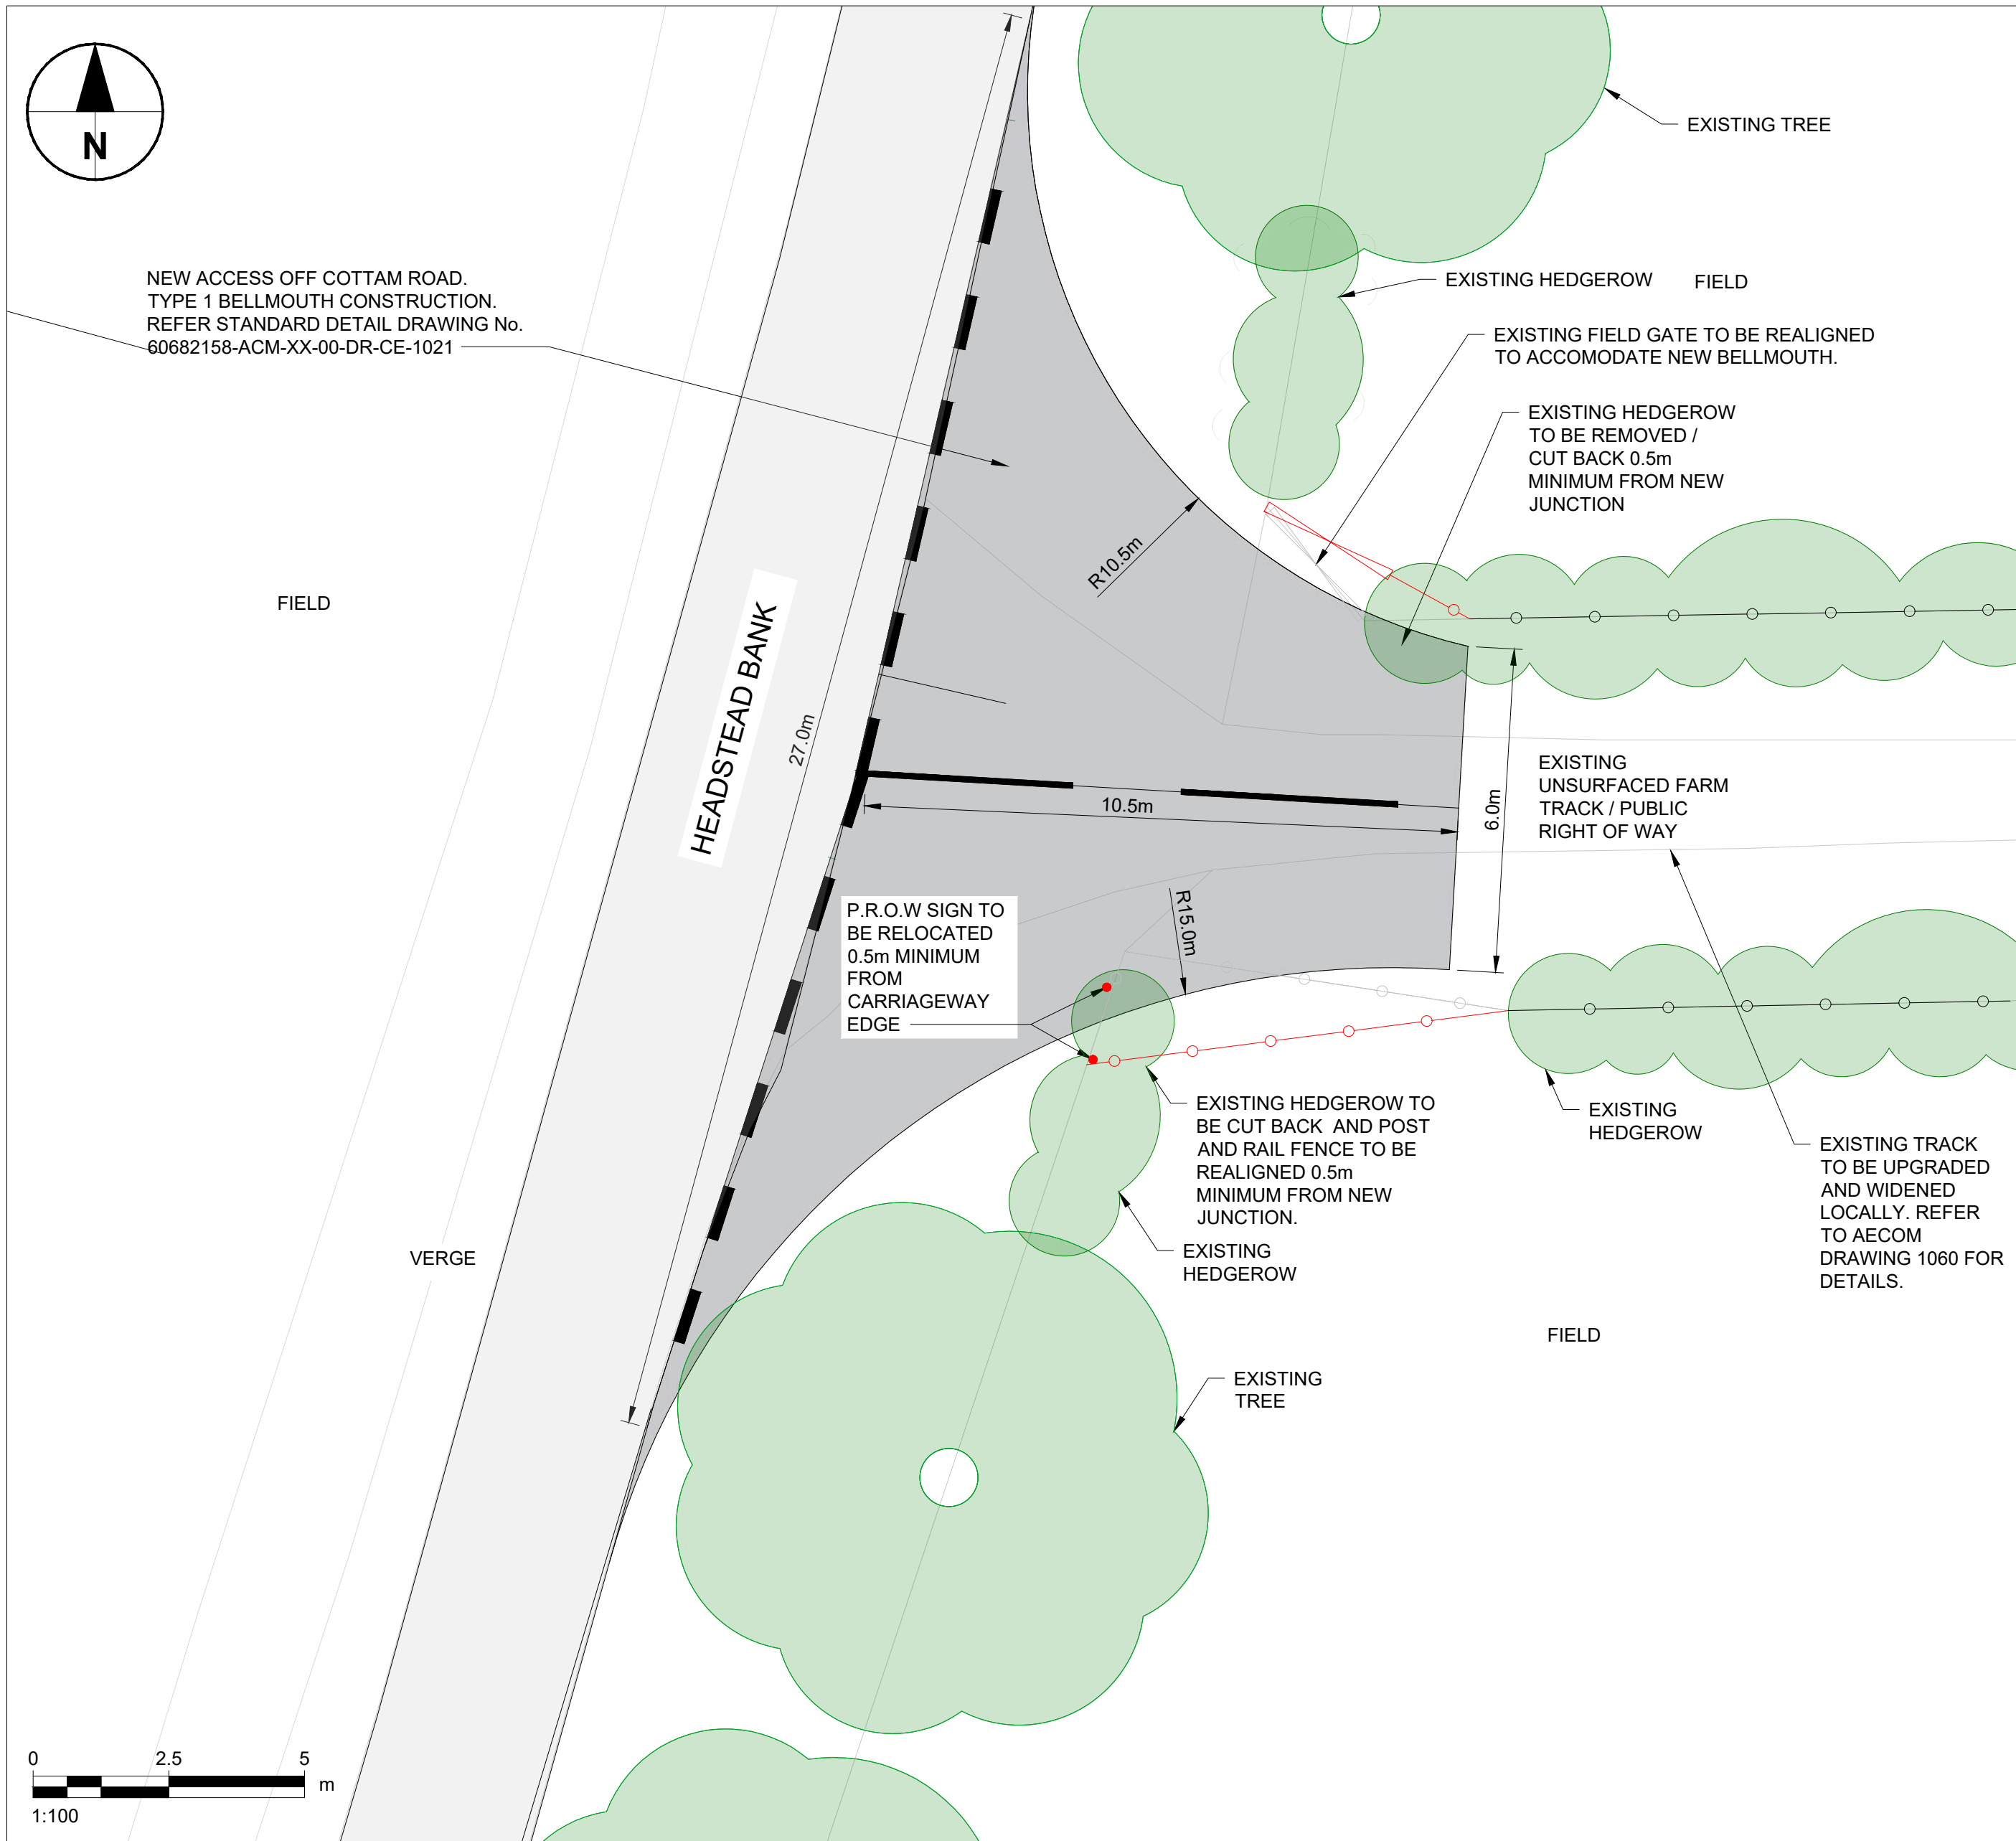 N
EXISTING TREE
NEW ACCESS OFF COTTAM ROAD.
TYPE 1 BELLMOUTH CONSTRUCTION.
REFER STANDARD DETAIL DRAWING No.
60682158-ACM-XX-00-DR-CE-1021
EXISTING HEDGEROW
FIELD
EXISTING FIELD GATE TO BE REALIGNED
TO ACCOMODATE NEW BELLMOUTH.
EXISTING HEDGEROW
TO BE REMOVED /
CUT BACK 0.5m
MINIMUM FROM NEW
JUNCTION
R10.5m
FIELD
HEADSTEAD BANK
27.0m
10.5m
6.0m
EXISTING
UNSURFACED FARM
TRACK / PUBLIC
RIGHT OF WAY
P.R.O.W SIGN TO
BE RELOCATED
0.5m MINIMUM
FROM
CARRIAGEWAY
EDGE
R15.0m
EXISTING HEDGEROW TO
BE CUT BACK AND POST
AND RAIL FENCE TO BE
REALIGNED 0.5m
MINIMUM FROM NEW
JUNCTION.
EXISTING
HEDGEROW
EXISTING
HEDGEROW
EXISTING TRACK
TO BE UPGRADED
AND WIDENED
LOCALLY. REFER
TO AECOM
DRAWING 1060 FOR
DETAILS.
VERGE
FIELD
EXISTING
TREE
0 2.5 5
m
1:100